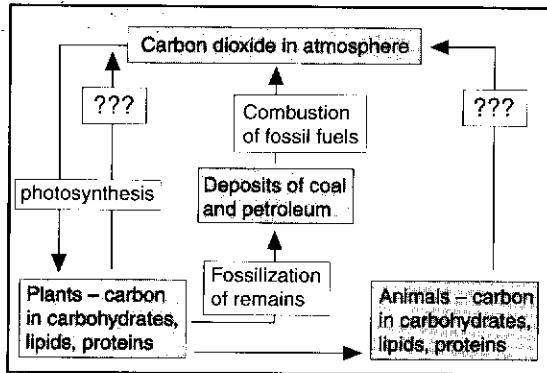 Carbon dioxide in atmosphere
???
???
Combustion
of fossil fuels
photosynthesis
Deposits of coal
and petroleum
Fossilization
of remains
Plants – carbon
in carbohydrates,
lipids, proteins
Animals – carbon
in carbohydrates,
lipids, proteins